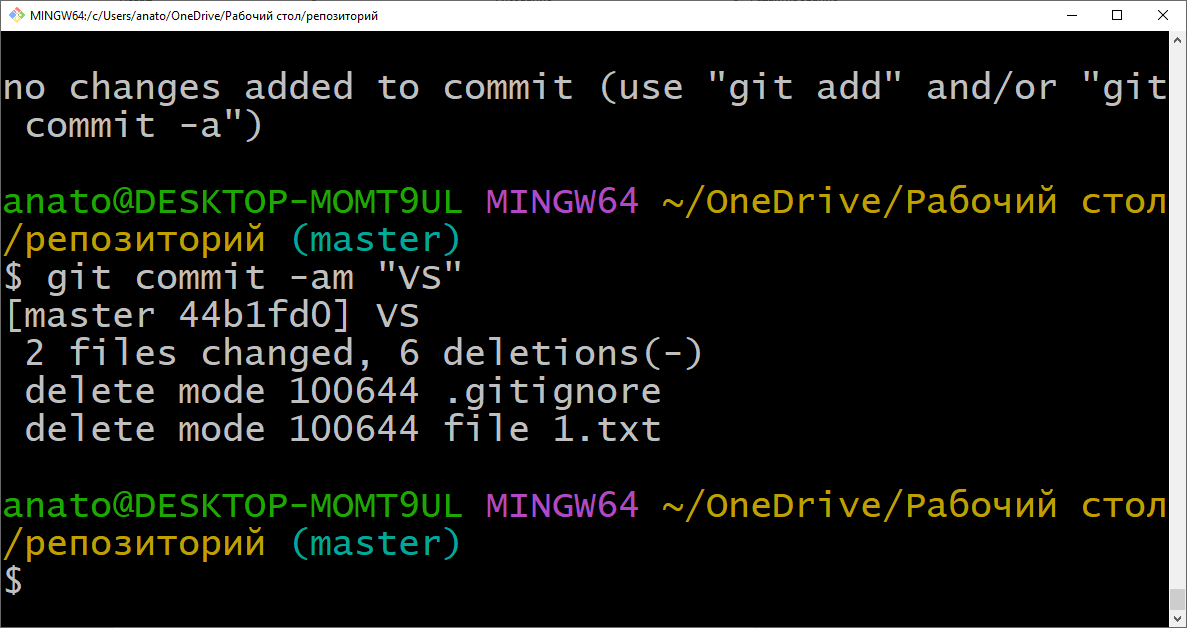 MINGW64:/c/Users/anato/OneDrive/Рабочий стол/репозиторий
no changes added to commit (use "git add" and/or "git
 commit -a")
anato@DESKTOP-MOMT9UL MINGW64 ~/OneDrive/Рабочий стол
/репозиторий (master)
$ git commit -am "VS"
[master 44b1fd0] VS
 2 files changed, 6 deletions(-)
 delete mode 100644 .gitignore
 delete mode 100644 file 1.txt
anato@DESKTOP-MOMT9UL MINGW64 ~/OneDrive/Рабочий стол
/репозиторий (master)
$